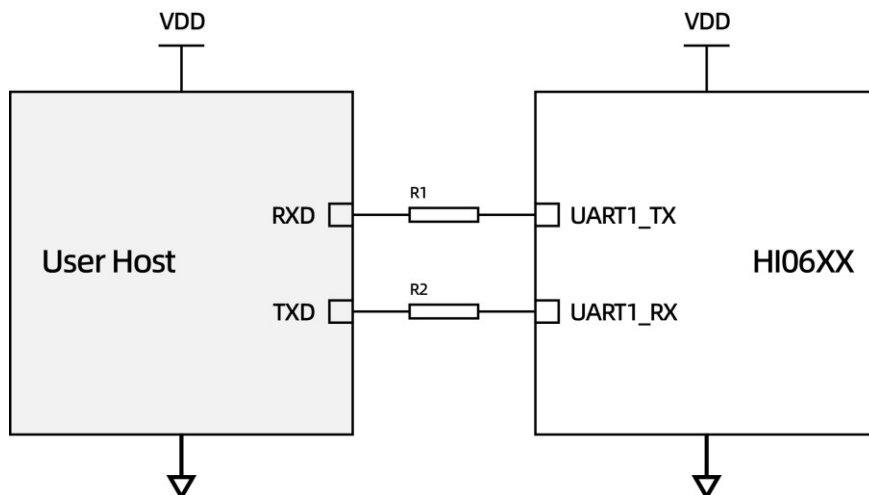 VDD
VDD
R1
RXD
UART1_TX
User Host
HI06XX
R2
TXD
UART1_RX